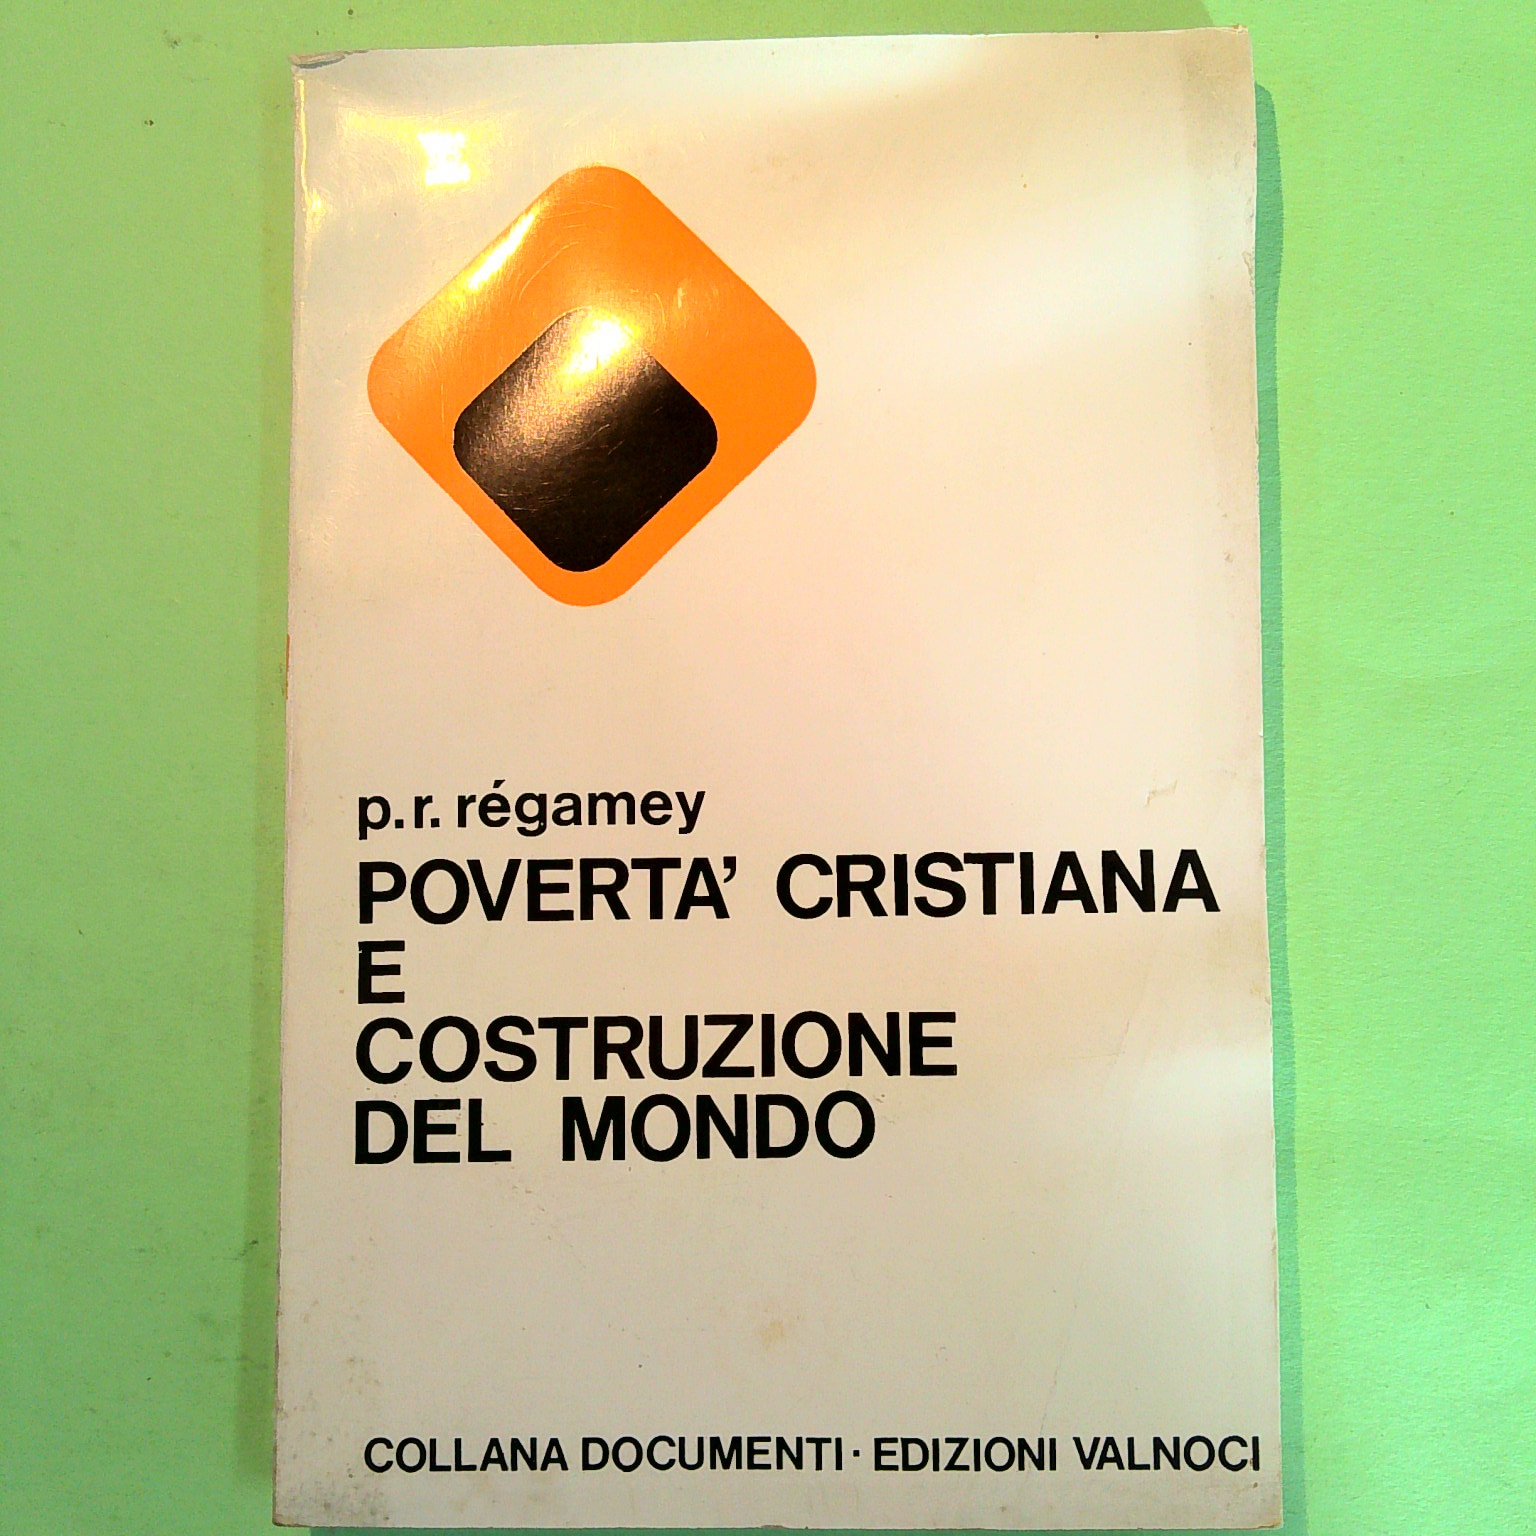 p.r. régamey
POVERTA' CRISTIANA
E
COSTRUZIONE
DEL MONDO
COLLANA DOCUMENTI · EDIZIONI VALNOCI